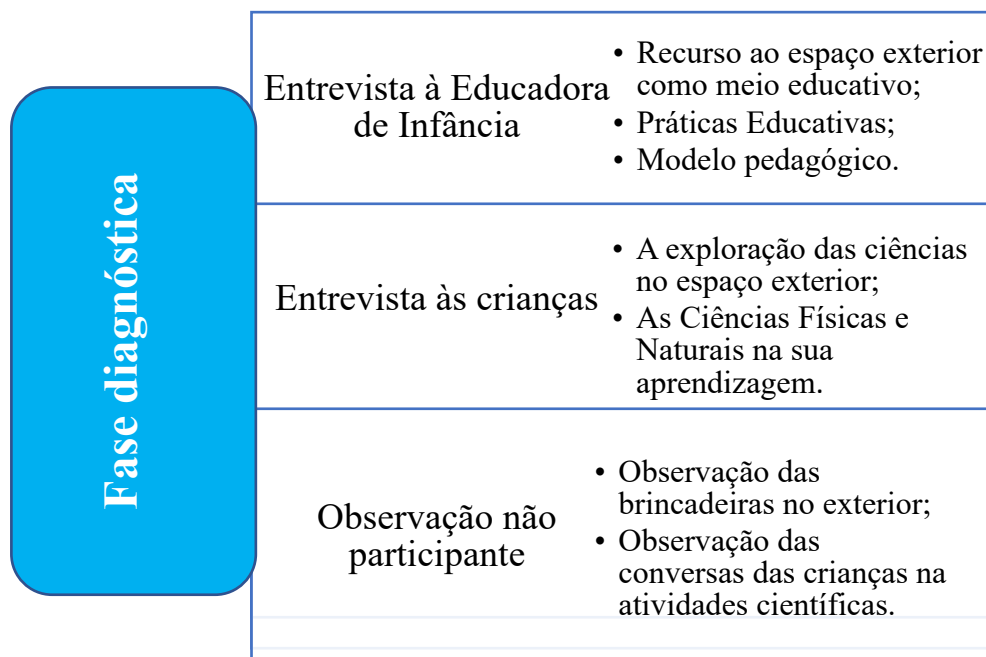 Fase diagnóstica
Entrevista à Educadora
de Infância
• Recurso ao espaço exterior
como meio educativo;
• Práticas Educativas;
• Modelo pedagógico.
Entrevista às crianças
• A exploração das ciências
no espaço exterior;
• As Ciências Físicas e
Naturais na sua
aprendizagem.
Observação não
participante
• Observação das
brincadeiras no exterior;
• Observação das
conversas das crianças na
atividades científicas.